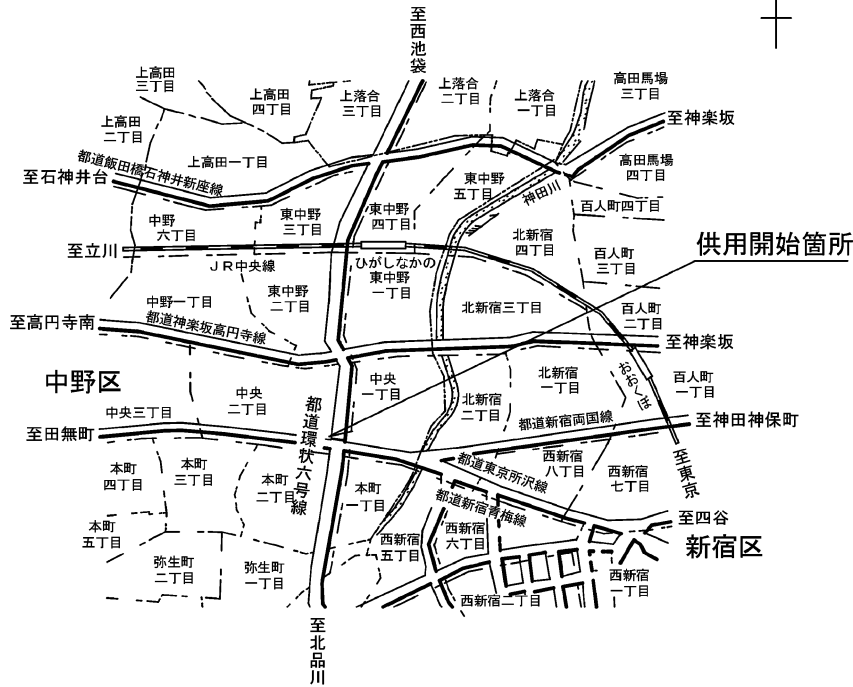 至西池袋
上高田
三丁目
上高田
四丁目
上落合
三丁目
上落合
二丁目
上落合
一丁目
高田馬場
三丁目
上高田
二丁目
至神楽坂
上高田一丁目
都道飯田橋石神井新座線
至石神井台
高田馬場
四丁目
東中野
五丁目
神田川
百人町四丁目
中野
六丁目
東中野
三丁目
東中野
四丁目
北新宿
四丁目
供用開始箇所
至立川
JR中央線
ひがしなかの
東中野
一丁目
百人町
三丁目
中野一丁目
東中野
二丁目
北新宿三丁目
百人町
二丁目
至高円寺南
都道神楽坂高円寺線
至神楽坂
中野区
中央
二丁目
中央
一丁目
北新宿
一丁目
おおくぼ
百人町
一丁目
中央三丁目
都道環状六号線
北新宿
二丁目
都道新宿両国線
至神田神保町
至田無町
本町
四丁目
本町
三丁目
本町
二丁目
本町
一丁目
都道東京所沢線
西新宿
八丁目
西新宿
七丁目
至東京
都道新宿青梅線
至四谷
本町
五丁目
西新宿
五丁目
西新宿
六丁目
新宿区
弥生町
二丁目
弥生町
一丁目
西新宿
一丁目
西新宿二丁目
至北品川